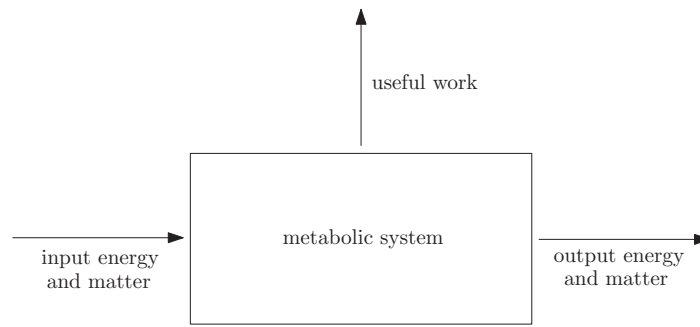 useful work
metabolic system
input energy
and matter
output energy
and matter